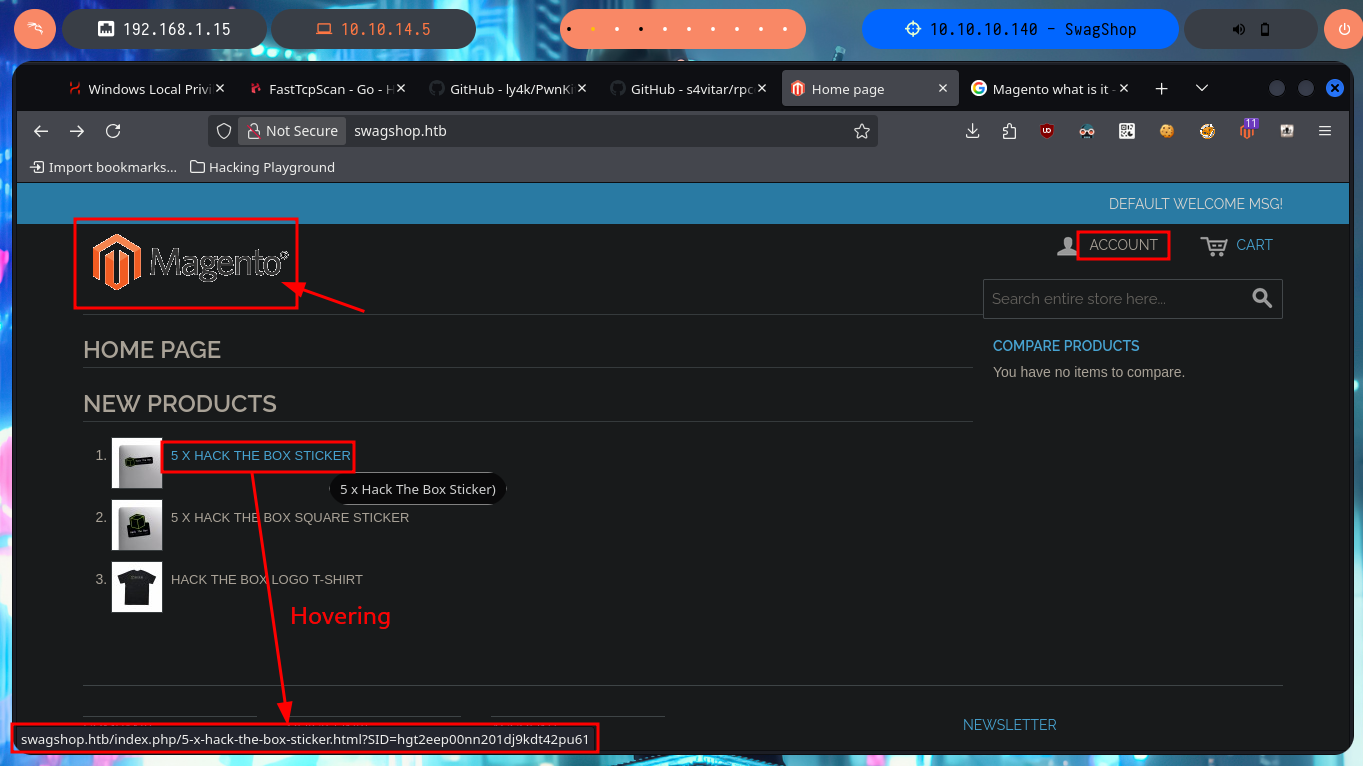 192.168.1.15
10.10.14.5
10.10.10.140 - SwagShop
Windows Local Privi
FastTcpScan - Go - H
GitHub - ly4k/PwnKi
GitHub - s4vitar/rpc
Home page
Magento what is it -
Not Secure
swagshop.htb
11
Import bookmarks...
Hacking Playground
DEFAULT WELCOME MSG!
Magento
ACCOUNT
CART
Search entire store here...
HOME PAGE
COMPARE PRODUCTS
You have no items to compare.
NEW PRODUCTS
1. 5 X HACK THE BOX STICKER
5 x Hack The Box Sticker)
2. 5 X HACK THE BOX SQUARE STICKER
3. HACK THE BOX LOGO T-SHIRT
Hovering
NEWSLETTER
swagshop.htb/index.php/5-x-hack-the-box-sticker.html?SID=hgt2eep00nn201dj9kdt42pu61